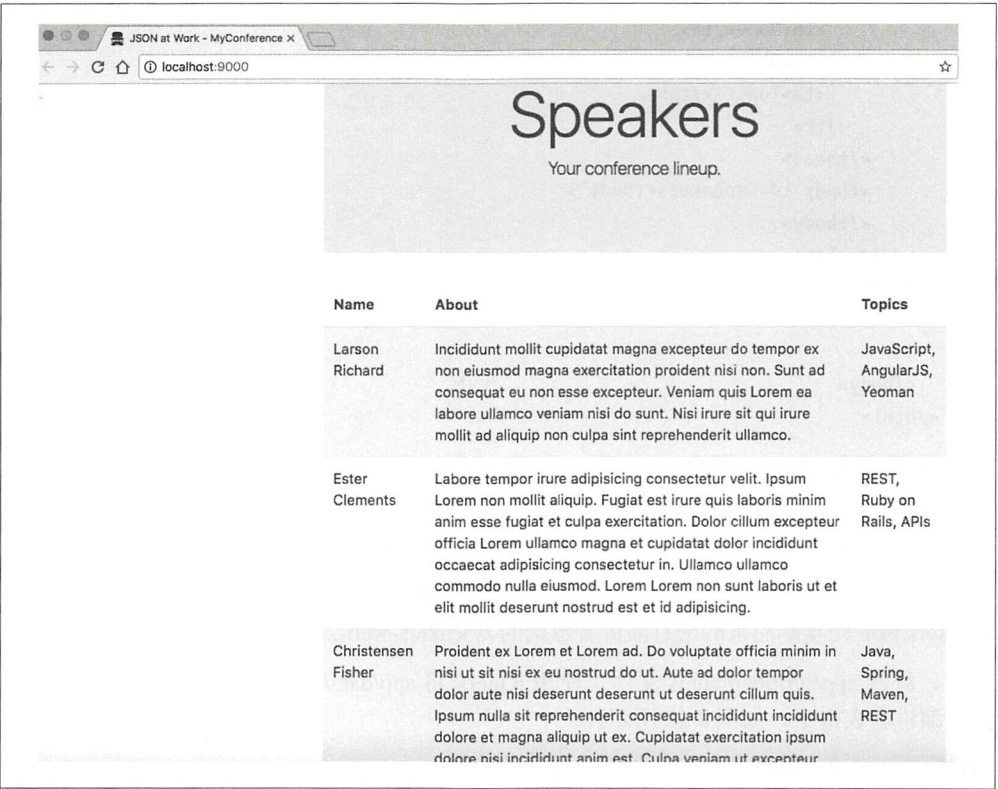 JSON at Work - MyConference ×
localhost:9000
Speakers
Your conference lineup.
Name About Topics
Larson Richard
Incididunt mollit cupidatat magna excepteur do tempor ex
non eiusmod magna exercitation proident nisi non. Sunt ad
consequat eu non esse excepteur. Veniam quis Lorem ea
labore ullamco veniam nisi do sunt. Nisi irure sit qui irure
mollit ad aliquip non culpa sint reprehenderit ullamco.
JavaScript,
AngularJS,
Yeoman
Ester
Clements
Labore tempor irure adipisicing consectetur velit. Ipsum
Lorem non mollit aliquip. Fugiat est irure quis laboris minim
anim esse fugiat et culpa exercitation. Dolor cillum excepteur
officia Lorem ullamco magna et cupidatat dolor incididunt
occaecat adipisicing consectetur in. Ullamco ullamco
commodo nulla eiusmod. Lorem Lorem non sunt laboris ut et
elit mollit deserunt nostrud est et id adipisicing.
REST,
Ruby on
Rails, APIs
Christensen
Fisher
Proident ex Lorem et Lorem ad. Do voluptate officia minim in
nisi ut sit nisi ex eu nostrud do ut. Aute ad dolor tempor
dolor aute nisi deserunt deserunt ut deserunt cillum quis.
Ipsum nulla sit reprehenderit consequat incididunt incididunt
dolore et magna aliquip ut ex. Cupidatat exercitation ipsum
dolore nisi incididunt anim est. Culpa veniam ut excepteur
Java,
Spring,
Maven,
REST